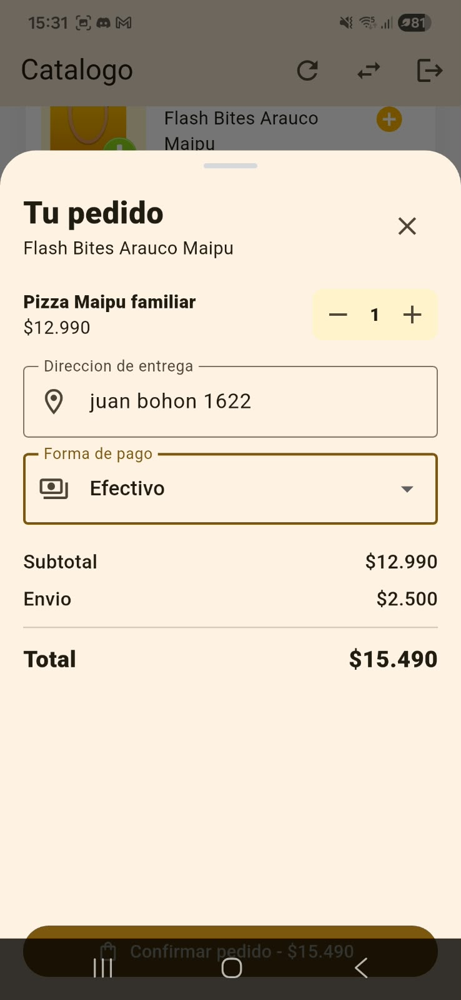 15:31
81
Catalogo
Flash Bites Arauco
Maipu
Tu pedido
Flash Bites Arauco Maipu
Pizza Maipu familiar
$12.990
1
Direccion de entrega
juan bohon 1622
Forma de pago
Efectivo
Subtotal
$12.990
Envio
$2.500
Total
$15.490
Confirmar pedido - $15.490